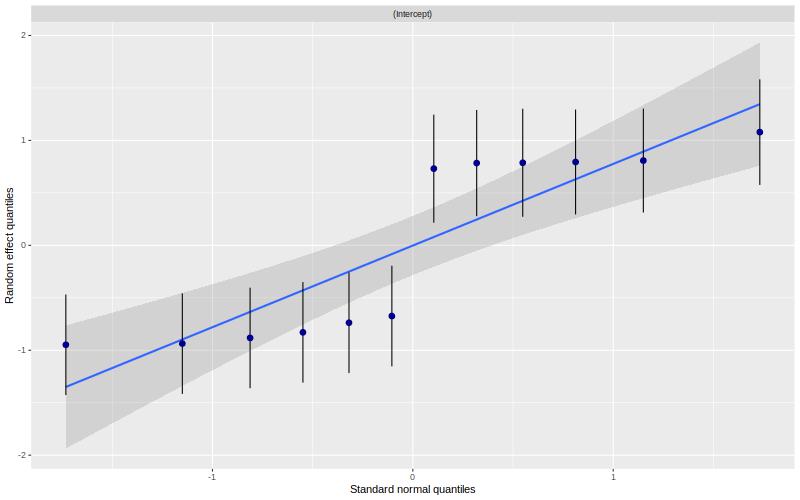 (Intercept)
2
1
0
-1
-2
Random effect quantiles
-1
0
1
Standard normal quantiles